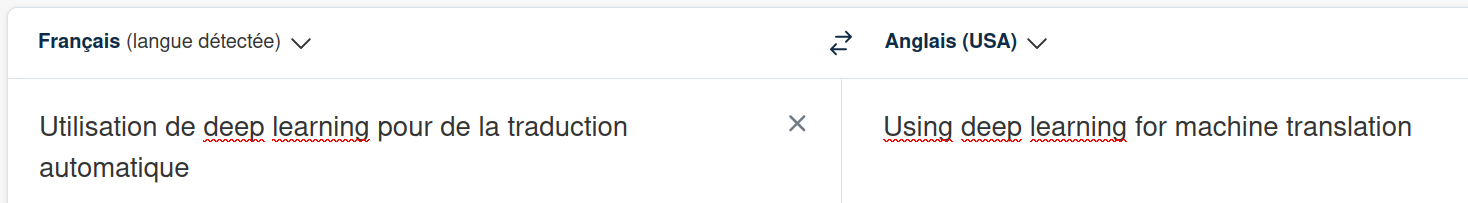 Français (langue détectée)
Anglais (USA)
Utilisation de deep learning pour de la traduction
automatique
Using deep learning for machine translation